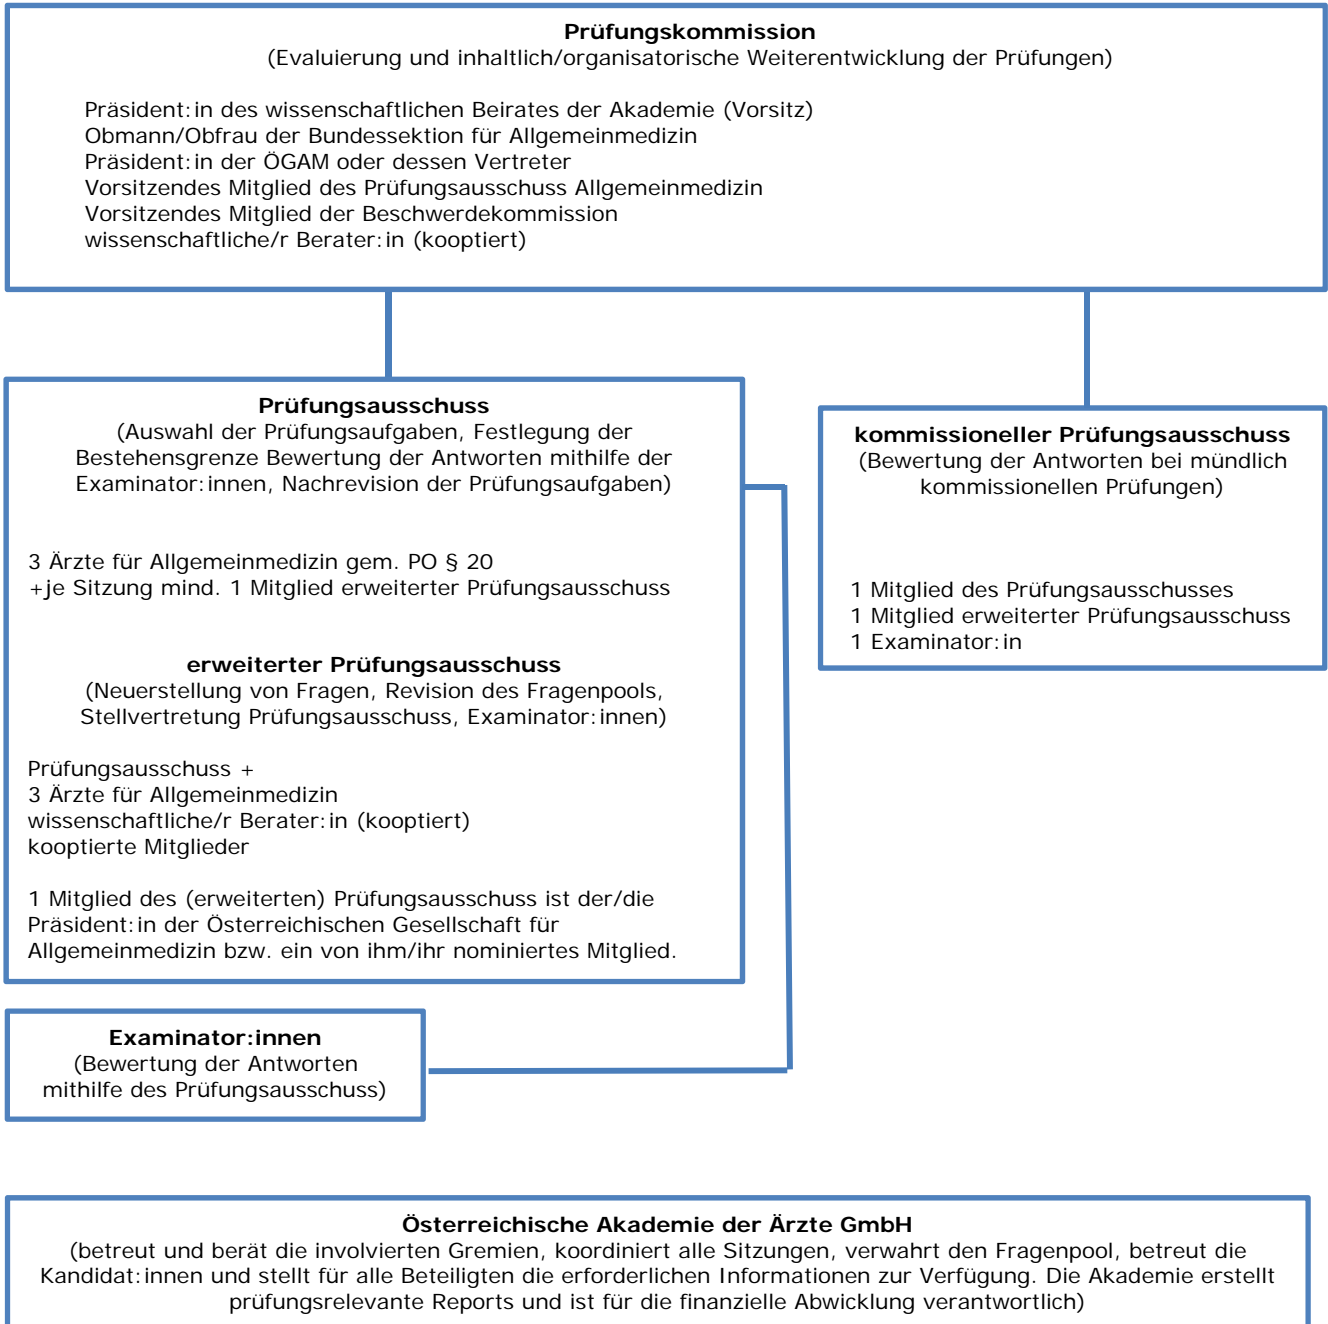 Prüfungskommission
(Evaluierung und inhaltlich/organisatorische Weiterentwicklung der Prüfungen)
Präsident:in des wissenschaftlichen Beirates der Akademie (Vorsitz)
Obmann/Obfrau der Bundessektion für Allgemeinmedizin
Präsident:in der ÖGAM oder dessen Vertreter
Vorsitzendes Mitglied des Prüfungsausschuss Allgemeinmedizin
Vorsitzendes Mitglied der Beschwerdekommission
wissenschaftliche/r Berater:in (kooptiert)
Prüfungsausschuss
(Auswahl der Prüfungsaufgaben, Festlegung der
Bestehensgrenze Bewertung der Antworten mithilfe der
Examinator:innen, Nachrevision der Prüfungsaufgaben)
3 Ärzte für Allgemeinmedizin gem. PO § 20
+je Sitzung mind. 1 Mitglied erweiterter Prüfungsausschuss
erweiterter Prüfungsausschuss
(Neuerstellung von Fragen, Revision des Fragenpools,
Stellvertretung Prüfungsausschuss, Examinator:innen)
Prüfungsausschuss +
3 Ärzte für Allgemeinmedizin
wissenschaftliche/r Berater:in (kooptiert)
kooptierte Mitglieder
1 Mitglied des (erweiterten) Prüfungsausschuss ist der/die
Präsident:in der Österreichischen Gesellschaft für
Allgemeinmedizin bzw. ein von ihm/ihr nominiertes Mitglied.
kommissioneller Prüfungsausschuss
(Bewertung der Antworten bei mündlich
kommissionellen Prüfungen)
1 Mitglied des Prüfungsausschusses
1 Mitglied erweiterter Prüfungsausschuss
1 Examinator:in
Examinator:innen
(Bewertung der Antworten
mithilfe des Prüfungsausschuss)
Österreichische Akademie der Ärzte GmbH
(betreut und berät die involvierten Gremien, koordiniert alle Sitzungen, verwahrt den Fragenpool, betreut die
Kandidat:innen und stellt für alle Beteiligten die erforderlichen Informationen zur Verfügung. Die Akademie erstellt
prüfungsrelevante Reports und ist für die finanzielle Abwicklung verantwortlich)